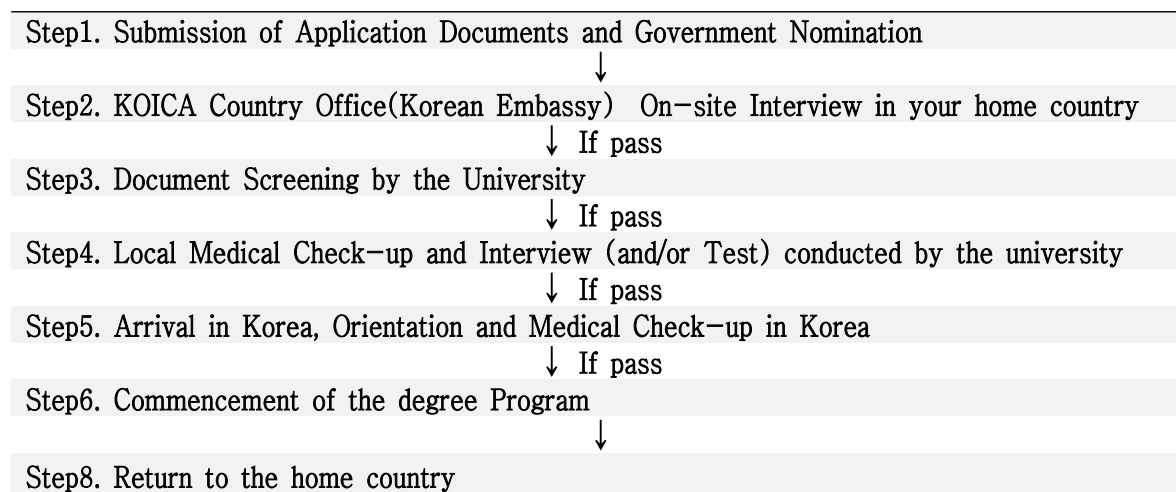 Step1. Submission of Application Documents and Government Nomination
↓
Step2. KOICA Country Office(Korean Embassy) On-site Interview in your home country
↓ If pass
Step3. Document Screening by the University
↓ If pass
Step4. Local Medical Check-up and Interview (and/or Test) conducted by the university
↓ If pass
Step5. Arrival in Korea, Orientation and Medical Check-up in Korea
↓ If pass
Step6. Commencement of the degree Program
↓
Step8. Return to the home country